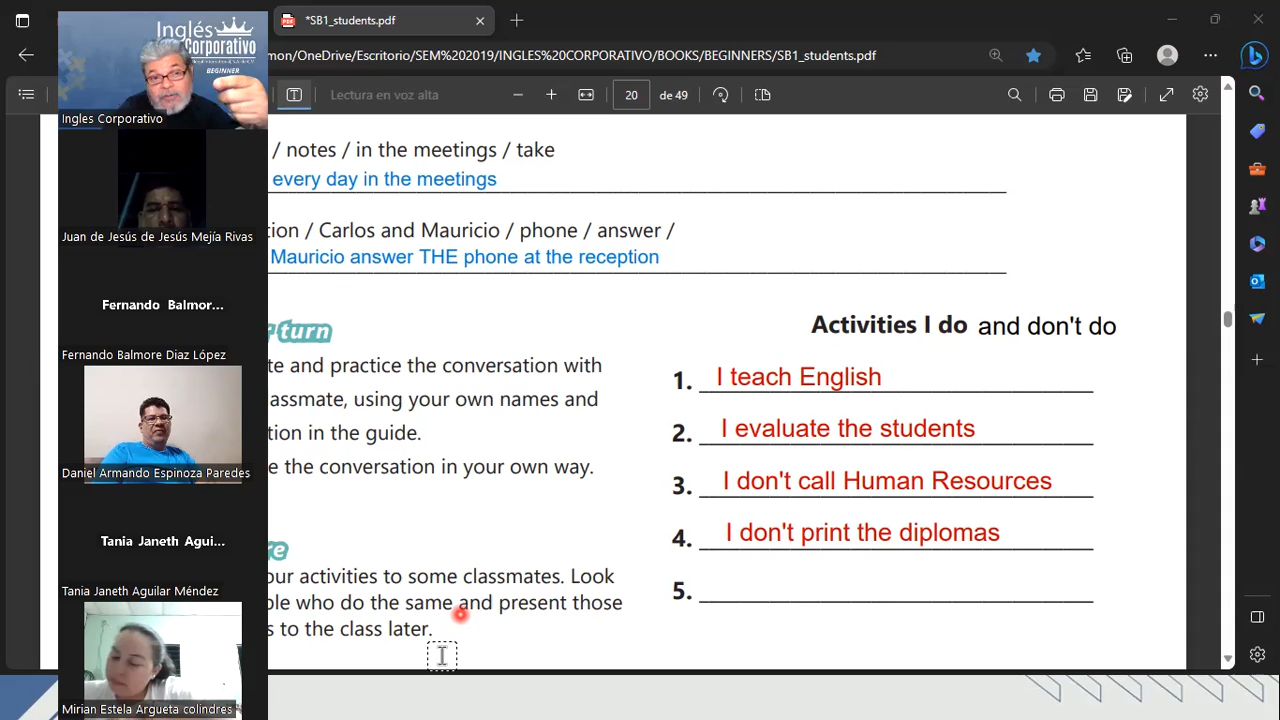 *SB1_students.pdf
mon/OneDrive/Escritorio/SEM%202019/INGLES%20CORPORATIVO/BOOKS/BEGINNERS/SB1_students.pdf
Lectura en voz alta
20 de 49
Inglés
Corporativo
BEGINNER
Ingles Corporativo
Juan de Jesús de Jesús Mejía Rivas
Fernando Balmor...
Fernando Balmore Diaz López
Daniel Armando Espinoza Paredes
Tania Janeth Agui...
Tania Janeth Aguilar Méndez
Mirian Estela Argueta colindres
/ notes / in the meetings / take
every day in the meetings
tion / Carlos and Mauricio / phone / answer /
Mauricio answer THE phone at the reception
turn
te and practice the conversation with
assmate, using your own names and
tion in the guide.
e the conversation in your own way.
re
our activities to some classmates. Look
ple who do the same and present those
s to the class later.
Activities I do and don't do
1. I teach English
2. I evaluate the students
3. I don't call Human Resources
4. I don't print the diplomas
5.